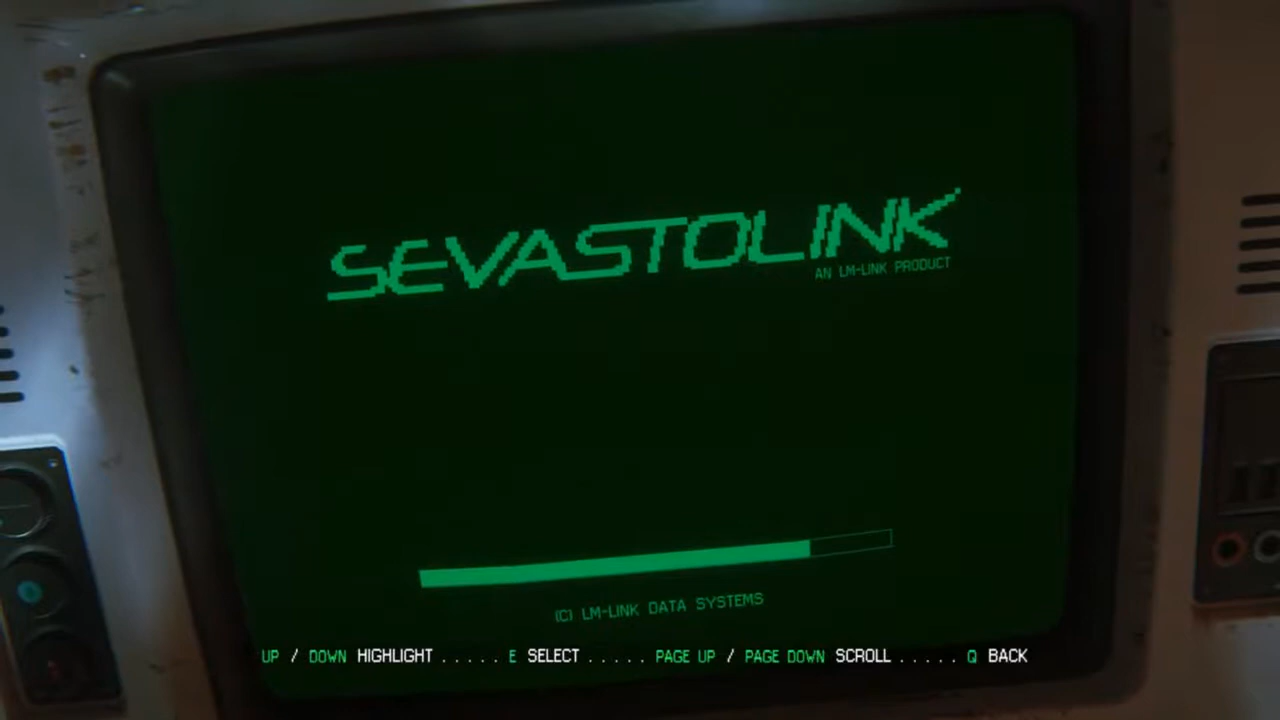 SEVASTOLINK
AN LM-LINK PRODUCT
(C) LM-LINK DATA SYSTEMS
UP / DOWN HIGHLIGHT ..... E SELECT ..... PAGE UP / PAGE DOWN SCROLL ..... Q BACK